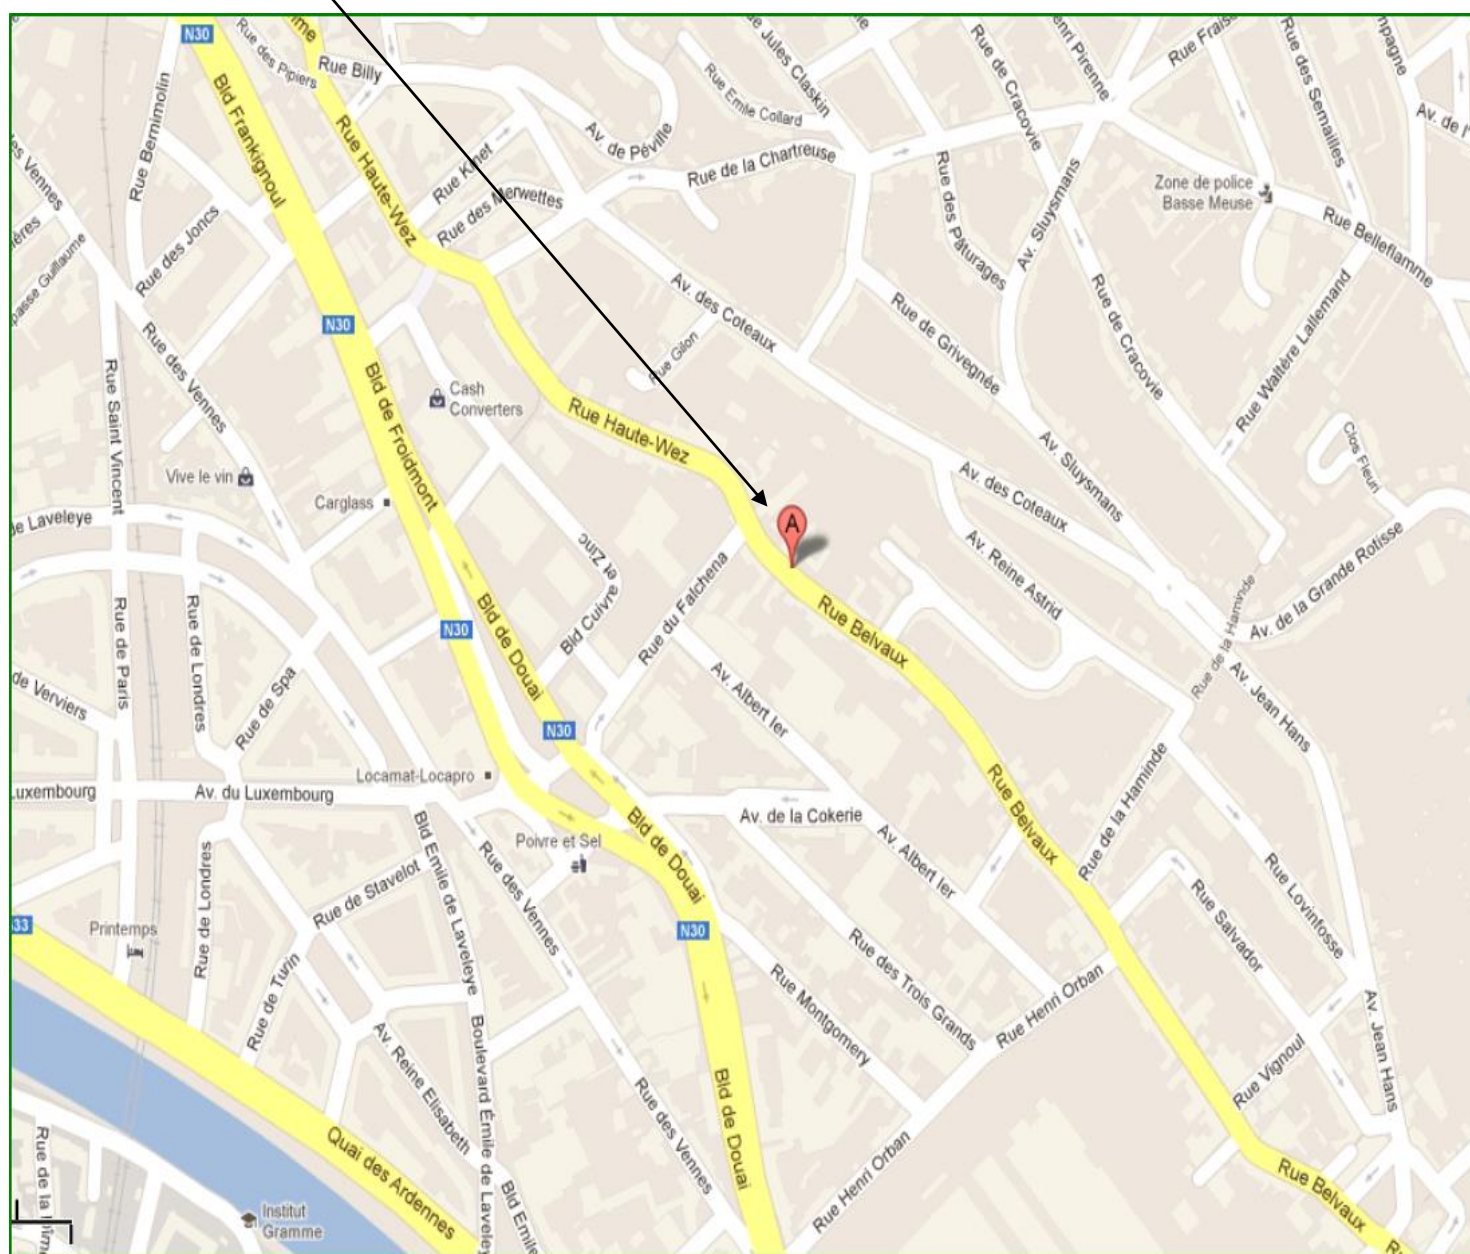 N30
Rue des Pipiers
Rue Billy
Jules Claskin
Rue de Cracovie
Rue des Semailles
Bld Frankignoul
Rue Bernimolin
Rue Haute-Wez
Av. de Péville
Rue Emile Collard
Rue de la Chartreuse
Rue Kinet
Rue des Merwettes
Rue des Pâturages
Av. Sluysmans
Zone de police
Basse Meuse
Rue Belleflamme
Rue des Joncs
N30
Av. des Coteaux
Rue Gilon
Rue de Grivegnée
Rue de Cracovie
Rue Waltère Lallemand
Rue des Vennes
Rue Saint Vincent
Bld de Froidmont
Cash
Converters
Rue Haute-Wez
Clos Fleuri
Vive le vin
Carglass
Av. des Coteaux
Av. Sluysmans
de Laveleye
A
Av. Reine Astrid
Av. de la Grande Rotisse
Bld Cuivre et Zinc
Rue du Falchena
Rue Belvaux
Rue de la Haminde
Rue de Paris
Rue de Londres
N30
Bld de Douai
Rue de Spa
de Verviers
Av. Albert Ier
Av. Jean Hans
N30
Locamat-Locapro
Luxembourg
Av. du Luxembourg
Av. de la Cokerie
Rue Belvaux
Rue de la Haminde
Poivre et Sel
Bld de Douai
Av. Albert Ier
Rue de Londres
Rue de Stavelot
Bld Emile de Laveleye
Rue des Vennes
Rue Lovinfosse
Rue Salvador
Printemps
N30
Rue des Trois Grands
Rue de Turin
Rue Montgomery
Rue Henri Orban
Av. Jean Hans
Av. Reine Elisabeth
Boulevard Émile de Laveleye
Rue des Vennes
Bld de Douai
Rue Vignoul
Quai des Ardennes
Rue Henri Orban
Rue Belvaux
Institut
Gramme
Bld Emile